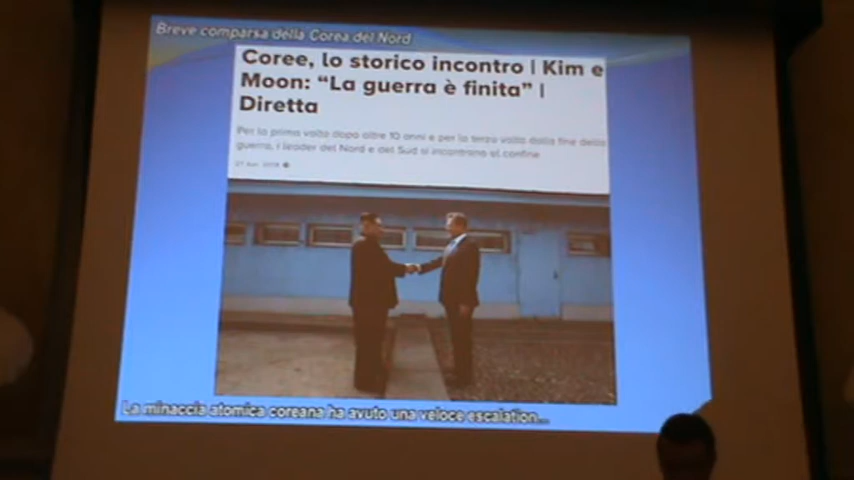 Breve comparsa della Corea del Nord
Coree, lo storico incontro | Kim e
Moon: “La guerra è finita” |
Diretta
Per la prima volta dopo oltre 10 anni e per la terza volta dalla fine della
guerra, i leader del Nord e del Sud si incontrano al confine
La minaccia atomica coreana ha avuto una veloce escalation...